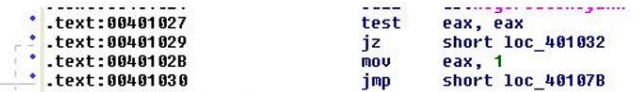 .text:00401027 test eax, eax
.text:00401029 jz short loc_401032
.text:0040102B mov eax, 1
.text:00401030 jmp short loc_40107B